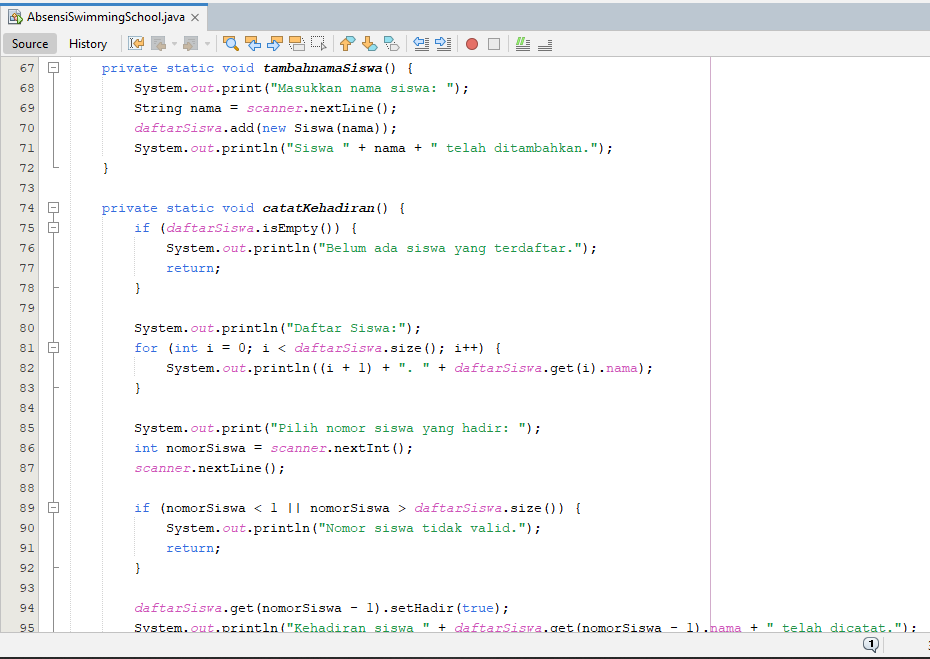 AbsensiSwimmingSchool.java
Source History
67 private static void tambahnamaSiswa() {
68 System.out.print("Masukkan nama siswa: ");
69 String nama = scanner.nextLine();
70 daftarSiswa.add(new Siswa(nama));
71 System.out.println("Siswa " + nama + " telah ditambahkan.");
72 }
73
74 private static void catatKehadiran() {
75 if (daftarSiswa.isEmpty()) {
76 System.out.println("Belum ada siswa yang terdaftar.");
77 return;
78 }
79
80 System.out.println("Daftar Siswa:");
81 for (int i = 0; i < daftarSiswa.size(); i++) {
82 System.out.println((i + 1) + ". " + daftarSiswa.get(i).nama);
83 }
84
85 System.out.print("Pilih nomor siswa yang hadir: ");
86 int nomorSiswa = scanner.nextInt();
87 scanner.nextLine();
88
89 if (nomorSiswa < 1 || nomorSiswa > daftarSiswa.size()) {
90 System.out.println("Nomor siswa tidak valid.");
91 return;
92 }
93
94 daftarSiswa.get(nomorSiswa - 1).setHadir(true);
95 System.out.println("Kehadiran siswa " + daftarSiswa.get(nomorSiswa - 1).nama + " telah dicatat.");
1